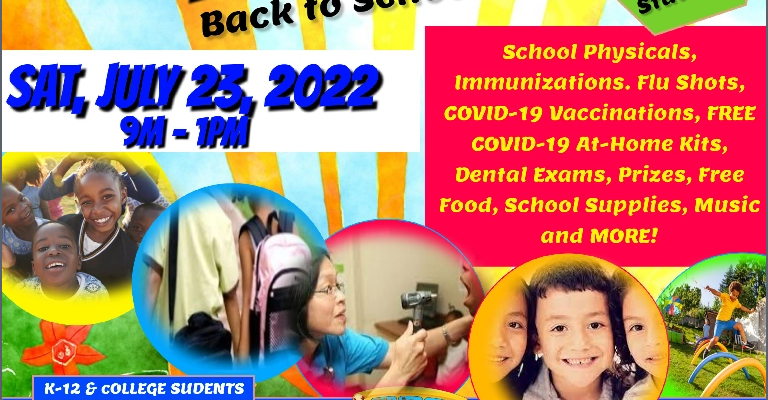 Back to School
SAT, JULY 23, 2022
9M - 1PM
School Physicals,
Immunizations. Flu Shots,
COVID-19 Vaccinations, FREE
COVID-19 At-Home Kits,
Dental Exams, Prizes, Free
Food, School Supplies, Music
and MORE!
K-12 & COLLEGE SUDENTS